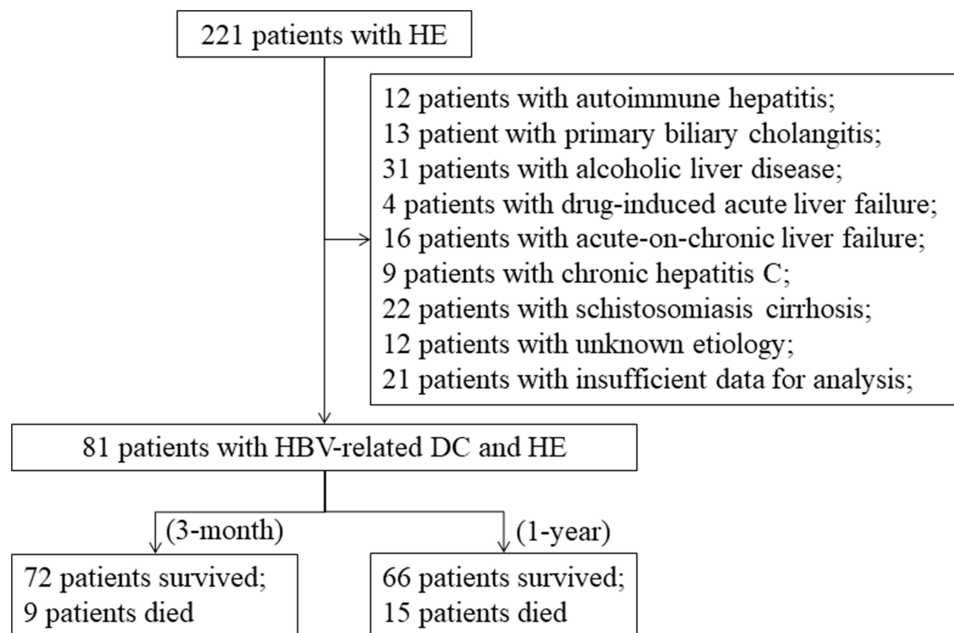 221 patients with HE
12 patients with autoimmune hepatitis;
13 patient with primary biliary cholangitis;
31 patients with alcoholic liver disease;
4 patients with drug-induced acute liver failure;
16 patients with acute-on-chronic liver failure;
9 patients with chronic hepatitis C;
22 patients with schistosomiasis cirrhosis;
12 patients with unknown etiology;
21 patients with insufficient data for analysis;
81 patients with HBV-related DC and HE
(3-month)
(1-year)
72 patients survived;
9 patients died
66 patients survived;
15 patients died